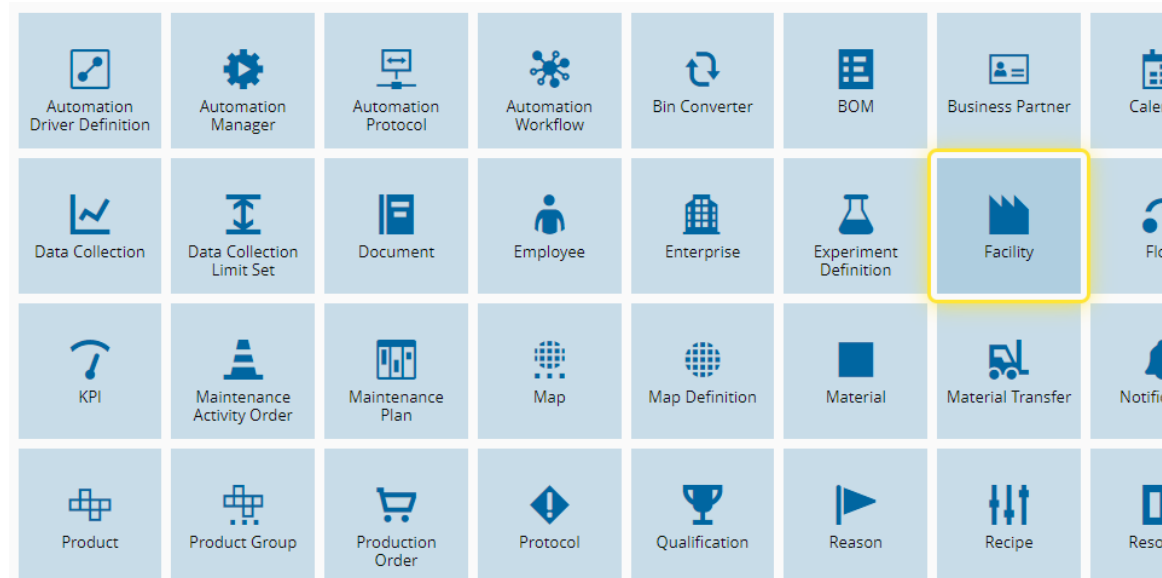 Automation
Driver Definition
Automation
Manager
Automation
Protocol
Automation
Workflow
Bin Converter
BOM
Business Partner
Data Collection
Data Collection
Limit Set
Document
Employee
Enterprise
Experiment
Definition
Facility
KPI
Maintenance
Activity Order
Maintenance
Plan
Map
Map Definition
Material
Material Transfer
Product
Product Group
Production
Order
Protocol
Qualification
Reason
Recipe